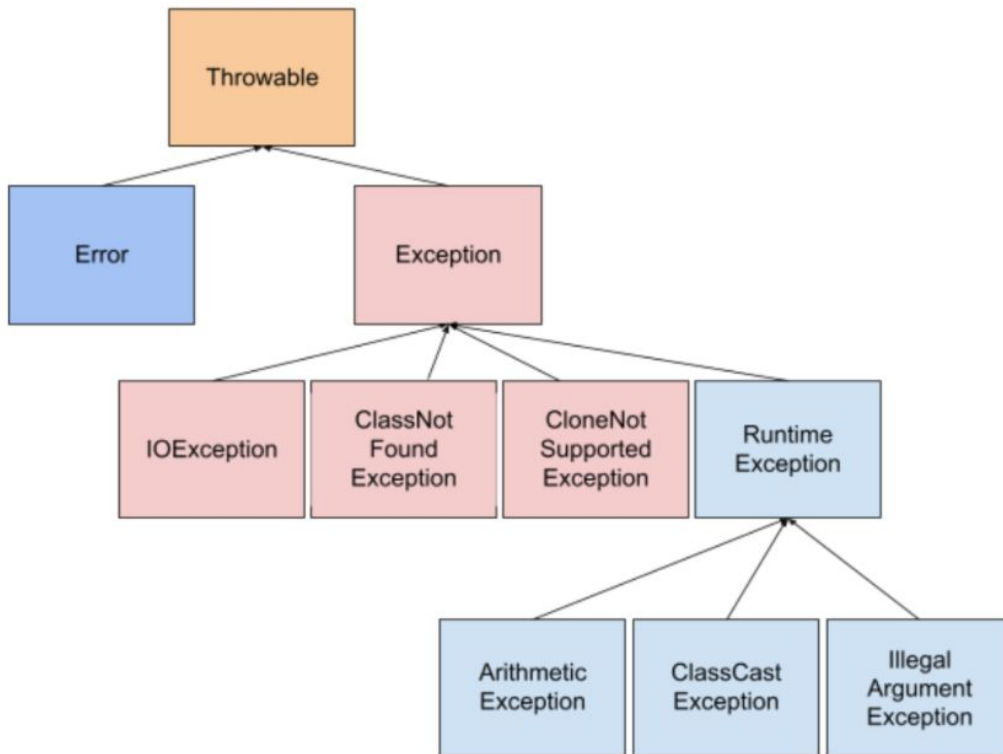 Throwable
Error
Exception
IOException
ClassNot
Found
Exception
CloneNot
Supported
Exception
Runtime
Exception
Arithmetic
Exception
ClassCast
Exception
Illegal
Argument
Exception